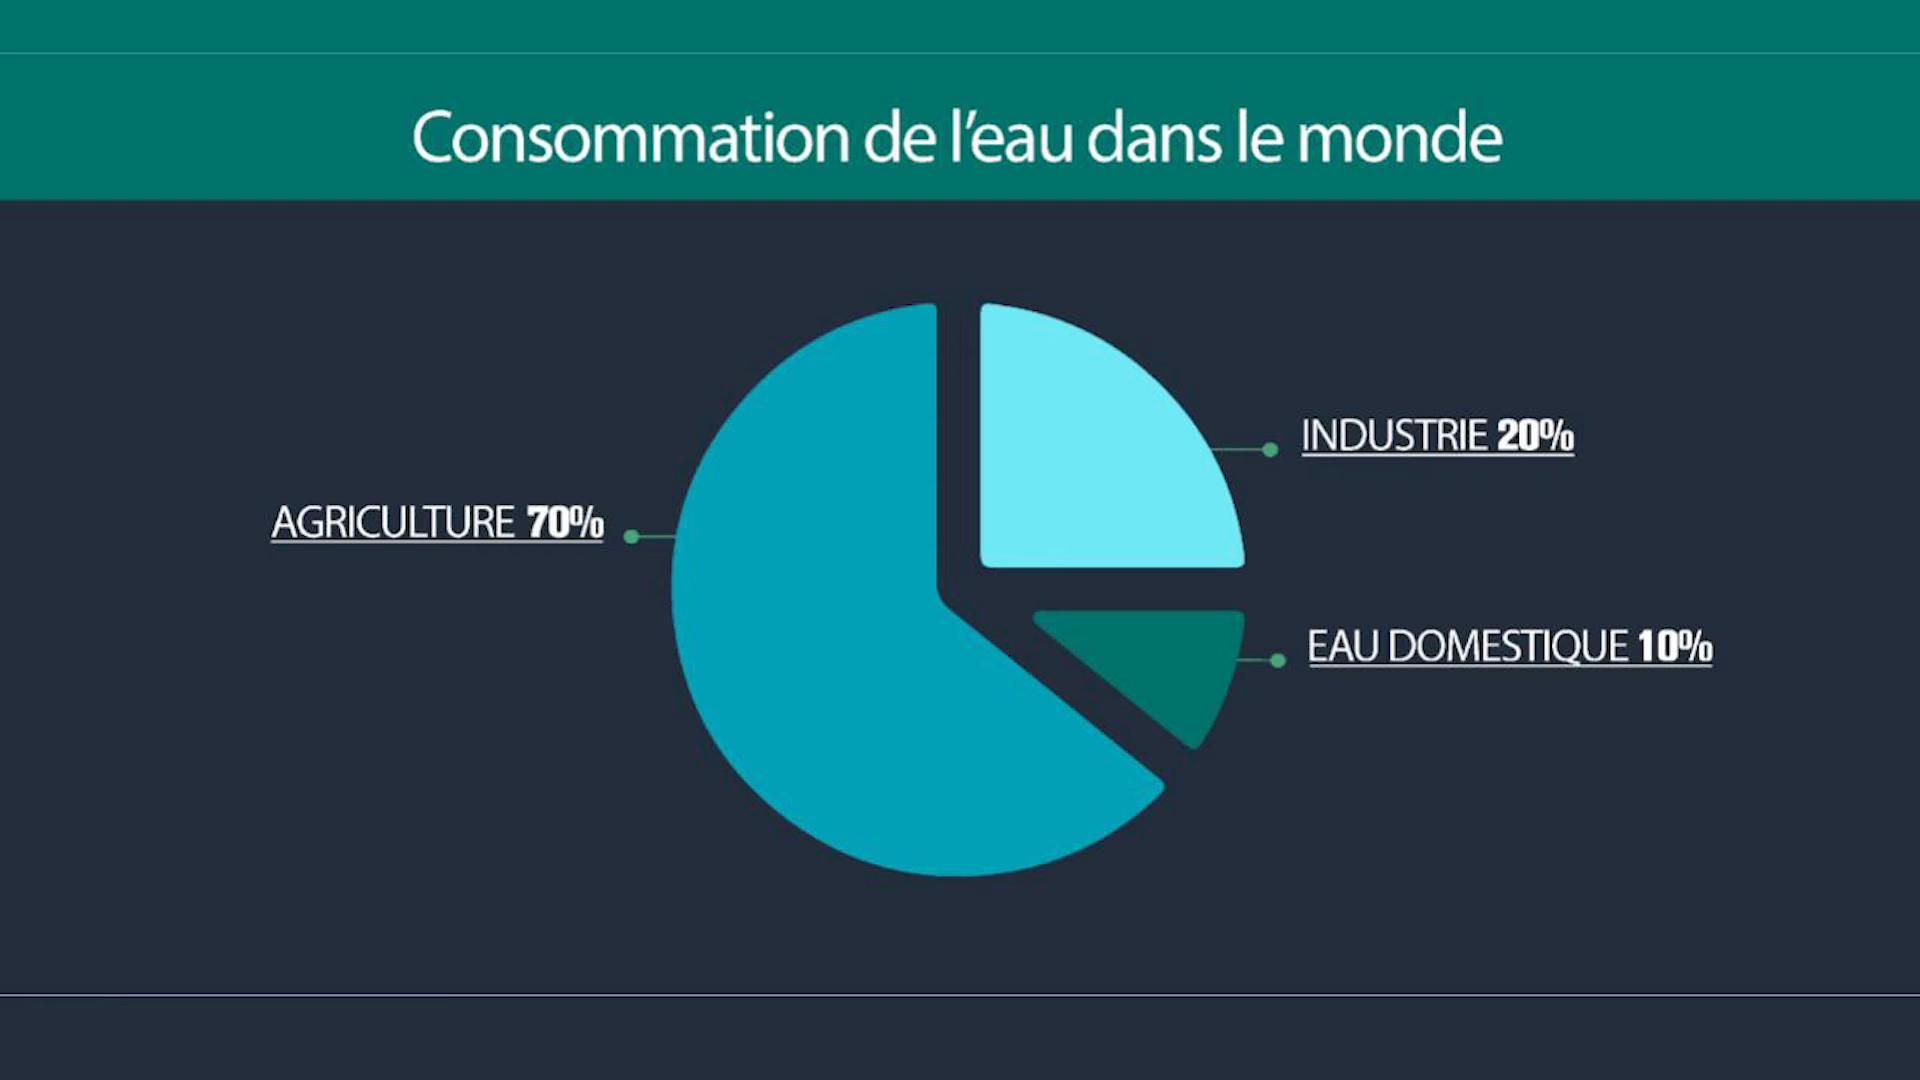 Consommation de l’eau dans le monde
INDUSTRIE 20%
AGRICULTURE 70%
EAU DOMESTIQUE 10%